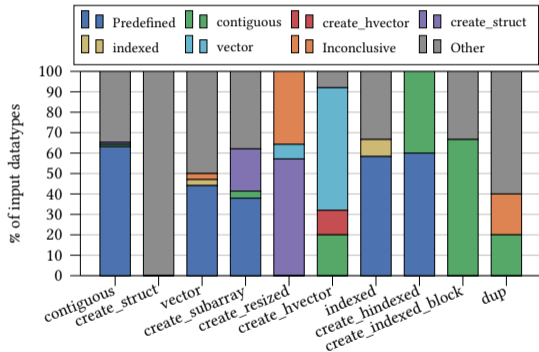 Predefined contiguous create_hvector create_struct
indexed vector Inconclusive Other
% of input datatypes
100
90
80
70
60
50
40
30
20
10
0
contiguous
create_struct
vector
create_subarray
create_resized
create_hvector
indexed
create_hindexed
create_indexed_block
dup